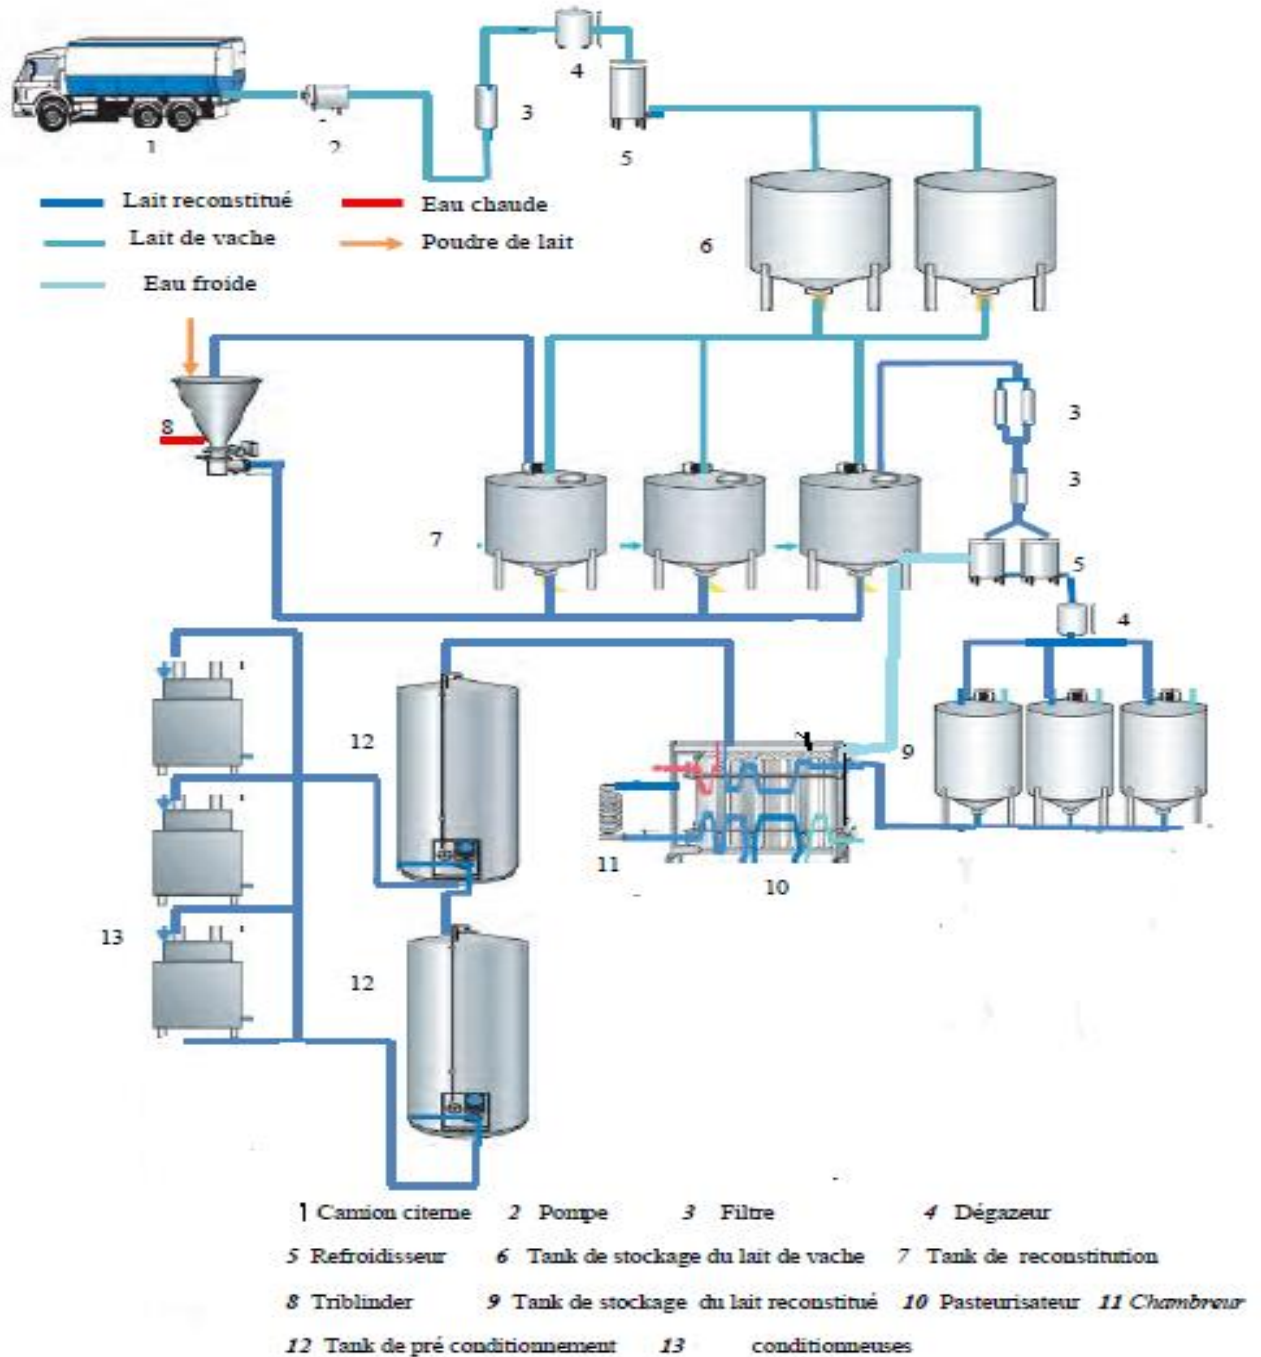 4
3
1
2
5
Lait reconstitué
Eau chaude
Lait de vache
Poudre de lait
6
Eau froide
8
3
3
7
5
4
12
9
11
10
13
12
1 Camion citerne 2 Pompe 3 Filtre 4 Dégazeur
5 Refroidisseur 6 Tank de stockage du lait de vache 7 Tank de reconstitution
8 Triblinder 9 Tank de stockage du lait reconstitué 10 Pasteurisateur 11 Chambreur
12 Tank de pré conditionnement 13 conditionneuses